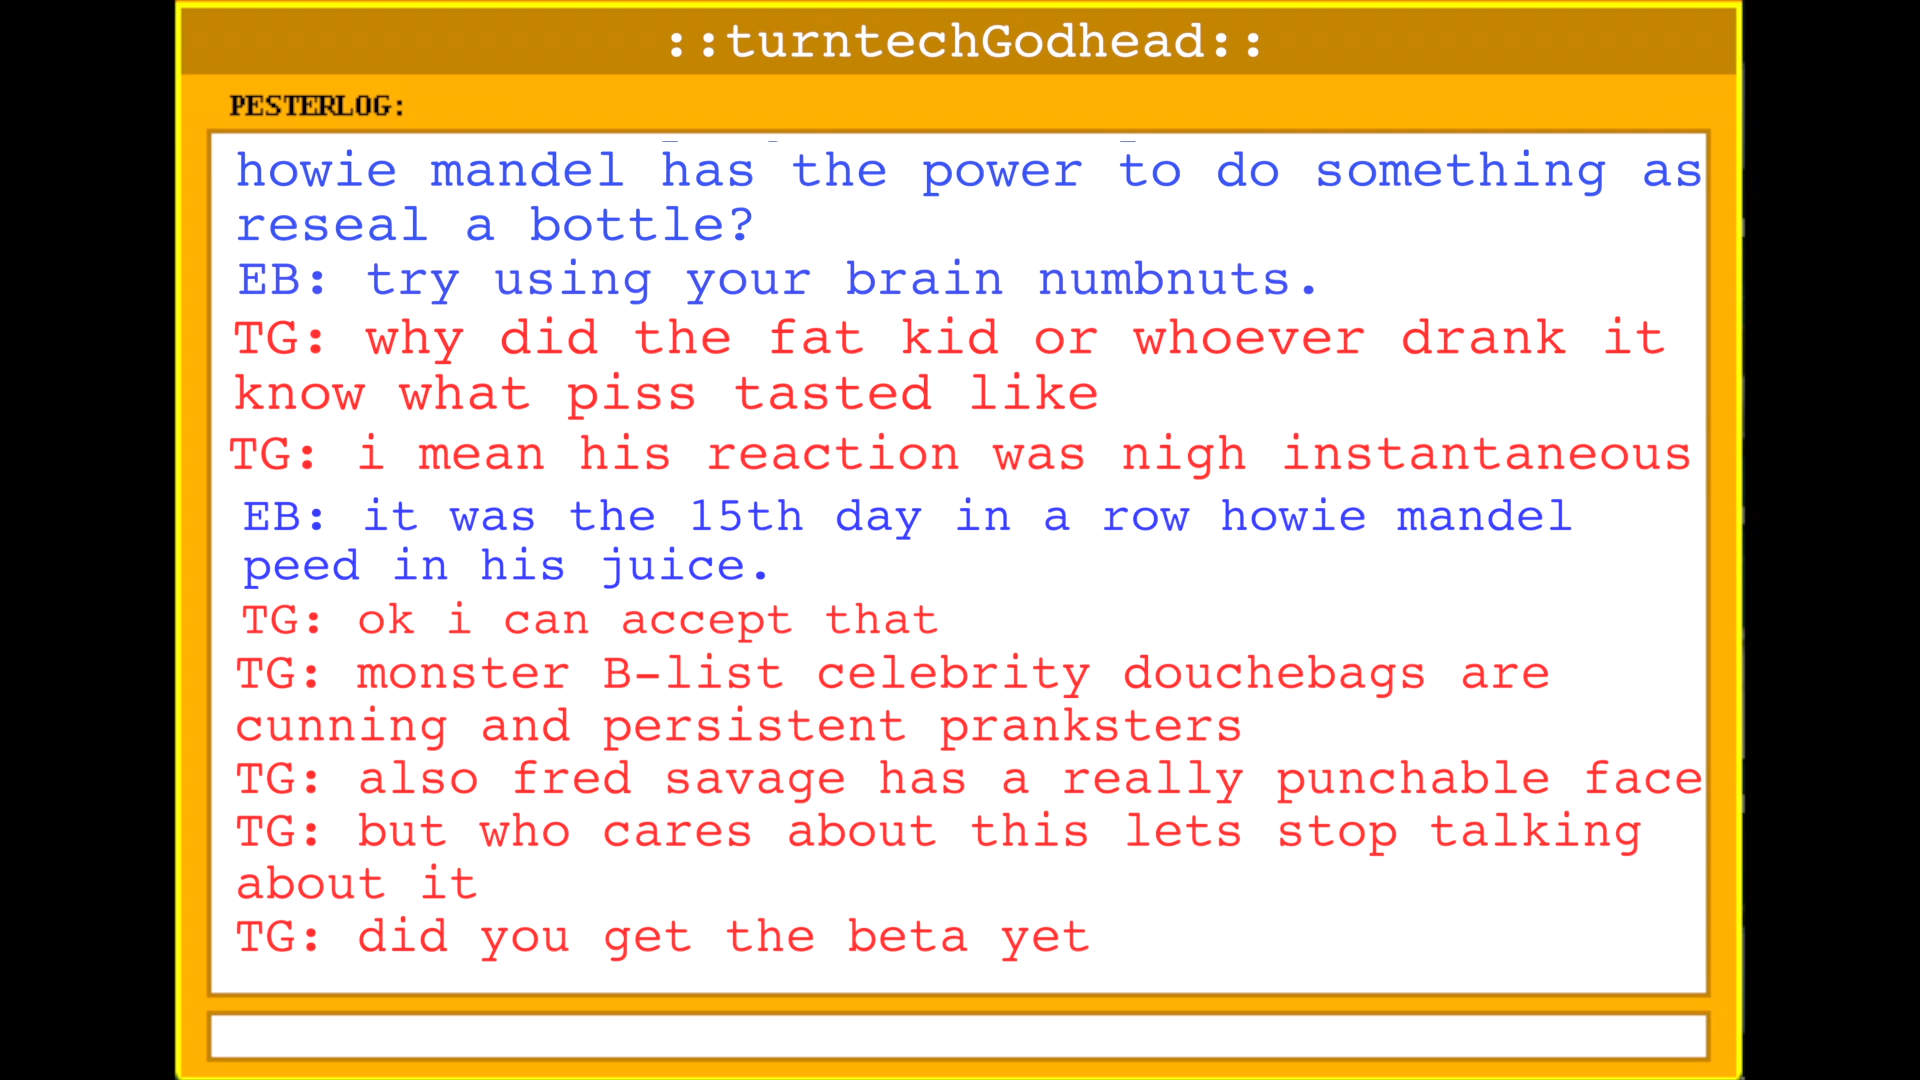 ::turntechGodhead::
PESTERLOG:
howie mandel has the power to do something as
reseal a bottle?
EB: try using your brain numbnuts.
TG: why did the fat kid or whoever drank it
know what piss tasted like
TG: i mean his reaction was nigh instantaneous
EB: it was the 15th day in a row howie mandel
peed in his juice.
TG: ok i can accept that
TG: monster B-list celebrity douchebags are
cunning and persistent pranksters
TG: also fred savage has a really punchable face
TG: but who cares about this lets stop talking
about it
TG: did you get the beta yet